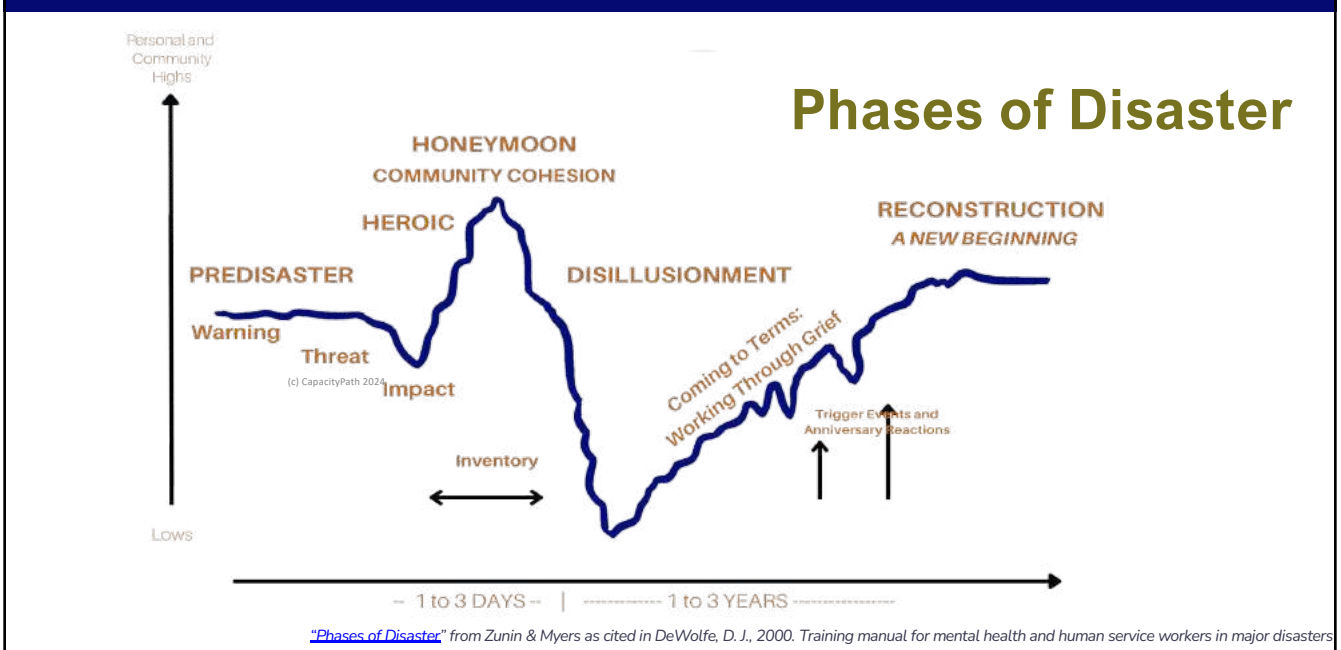 Personal and
Community
Highs
Phases of Disaster
HONEYMOON
COMMUNITY COHESION
HEROIC
RECONSTRUCTION
A NEW BEGINNING
PREDISASTER
DISILLUSIONMENT
Warning
Threat
(c) CapacityPath 2024
Impact
Coming to Terms:
Working Through Grief
Trigger Events and
Anniversary Reactions
Inventory
Lows
-- 1 to 3 DAYS -- | ------------ 1 to 3 YEARS ----------------
"Phases of Disaster" from Zunin & Myers as cited in DeWolfe, D. J., 2000. Training manual for mental health and human service workers in major disasters